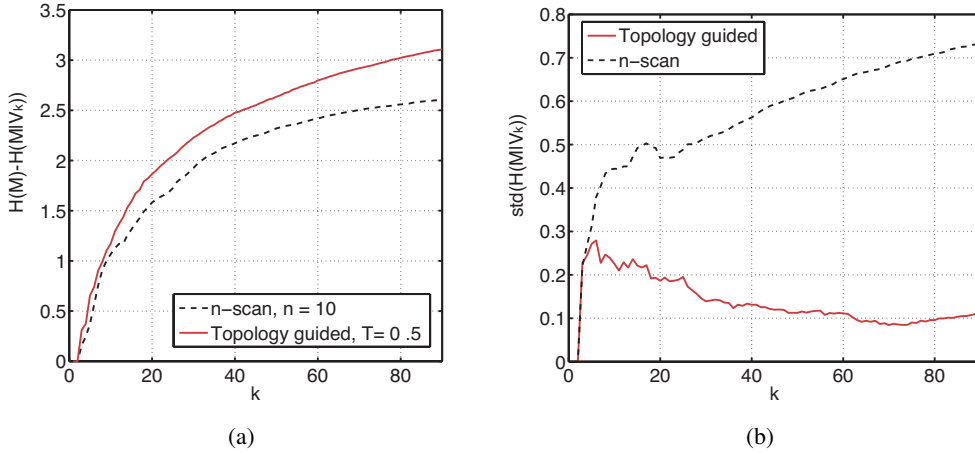 3.5
3
2.5
2
1.5
1
0.5
0
0 20 40 60 80
H(M)-H(M|Vk))
k
n-scan, n = 10
Topology guided, T= 0 .5
(a)
0.8
0.7
0.6
0.5
0.4
0.3
0.2
0.1
0
0 20 40 60 80
std(H(M|Vk))
k
Topology guided
n-scan
(b)